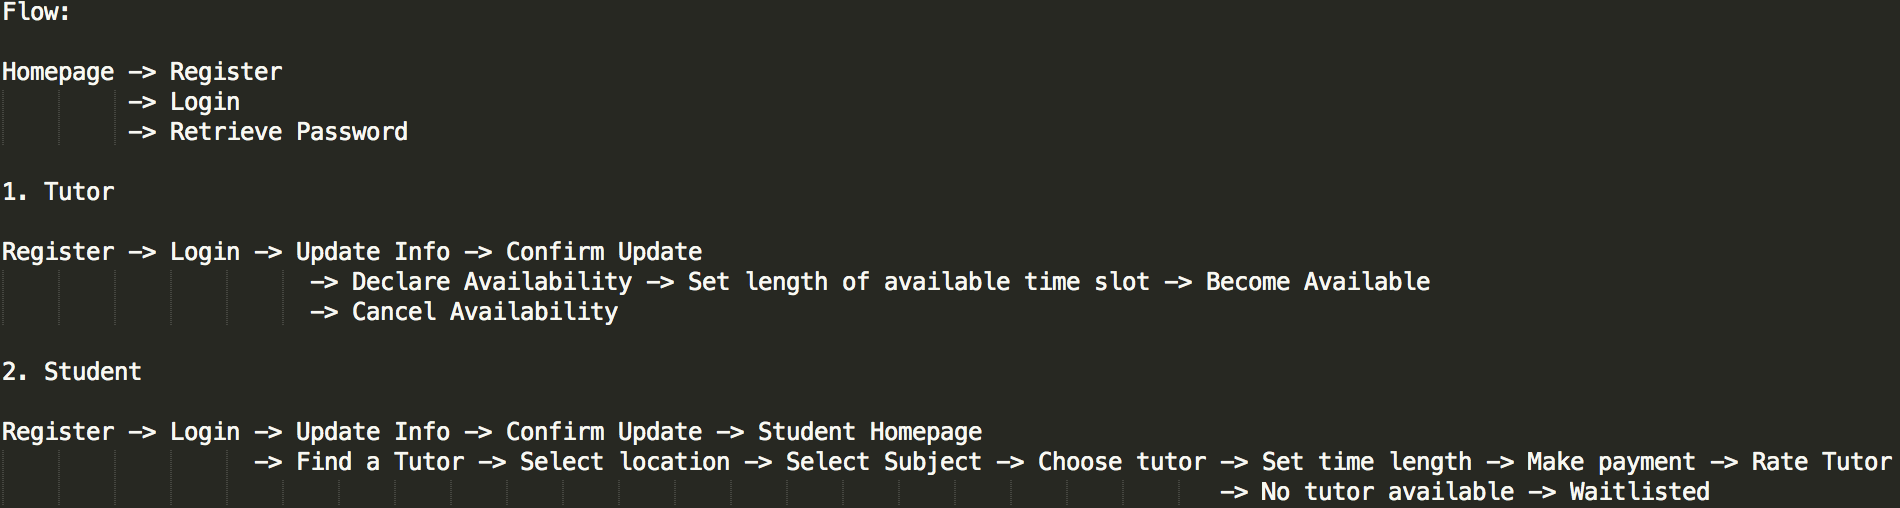 Flow:
Homepage —> Register
—> Login
—> Retrieve Password
1. Tutor
Register —> Login —> Update Info —> Confirm Update
—> Declare Availability —> Set length of available time slot —> Become Available
—> Cancel Availability
2. Student
Register —> Login —> Update Info —> Confirm Update —> Student Homepage
—> Find a Tutor —> Select location —> Select Subject —> Choose tutor —> Set time length —> Make payment —> Rate Tutor
—> No tutor available —> Waitlisted